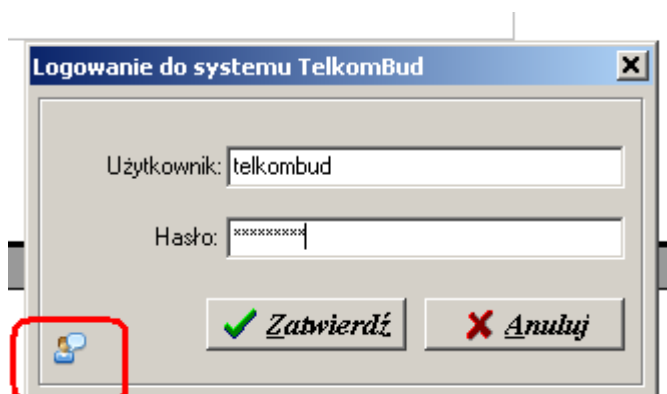 Logowanie do systemu TelkomBud
Użytkownik: telkombud
Hasło: *********
Zatwierdź Anuluj